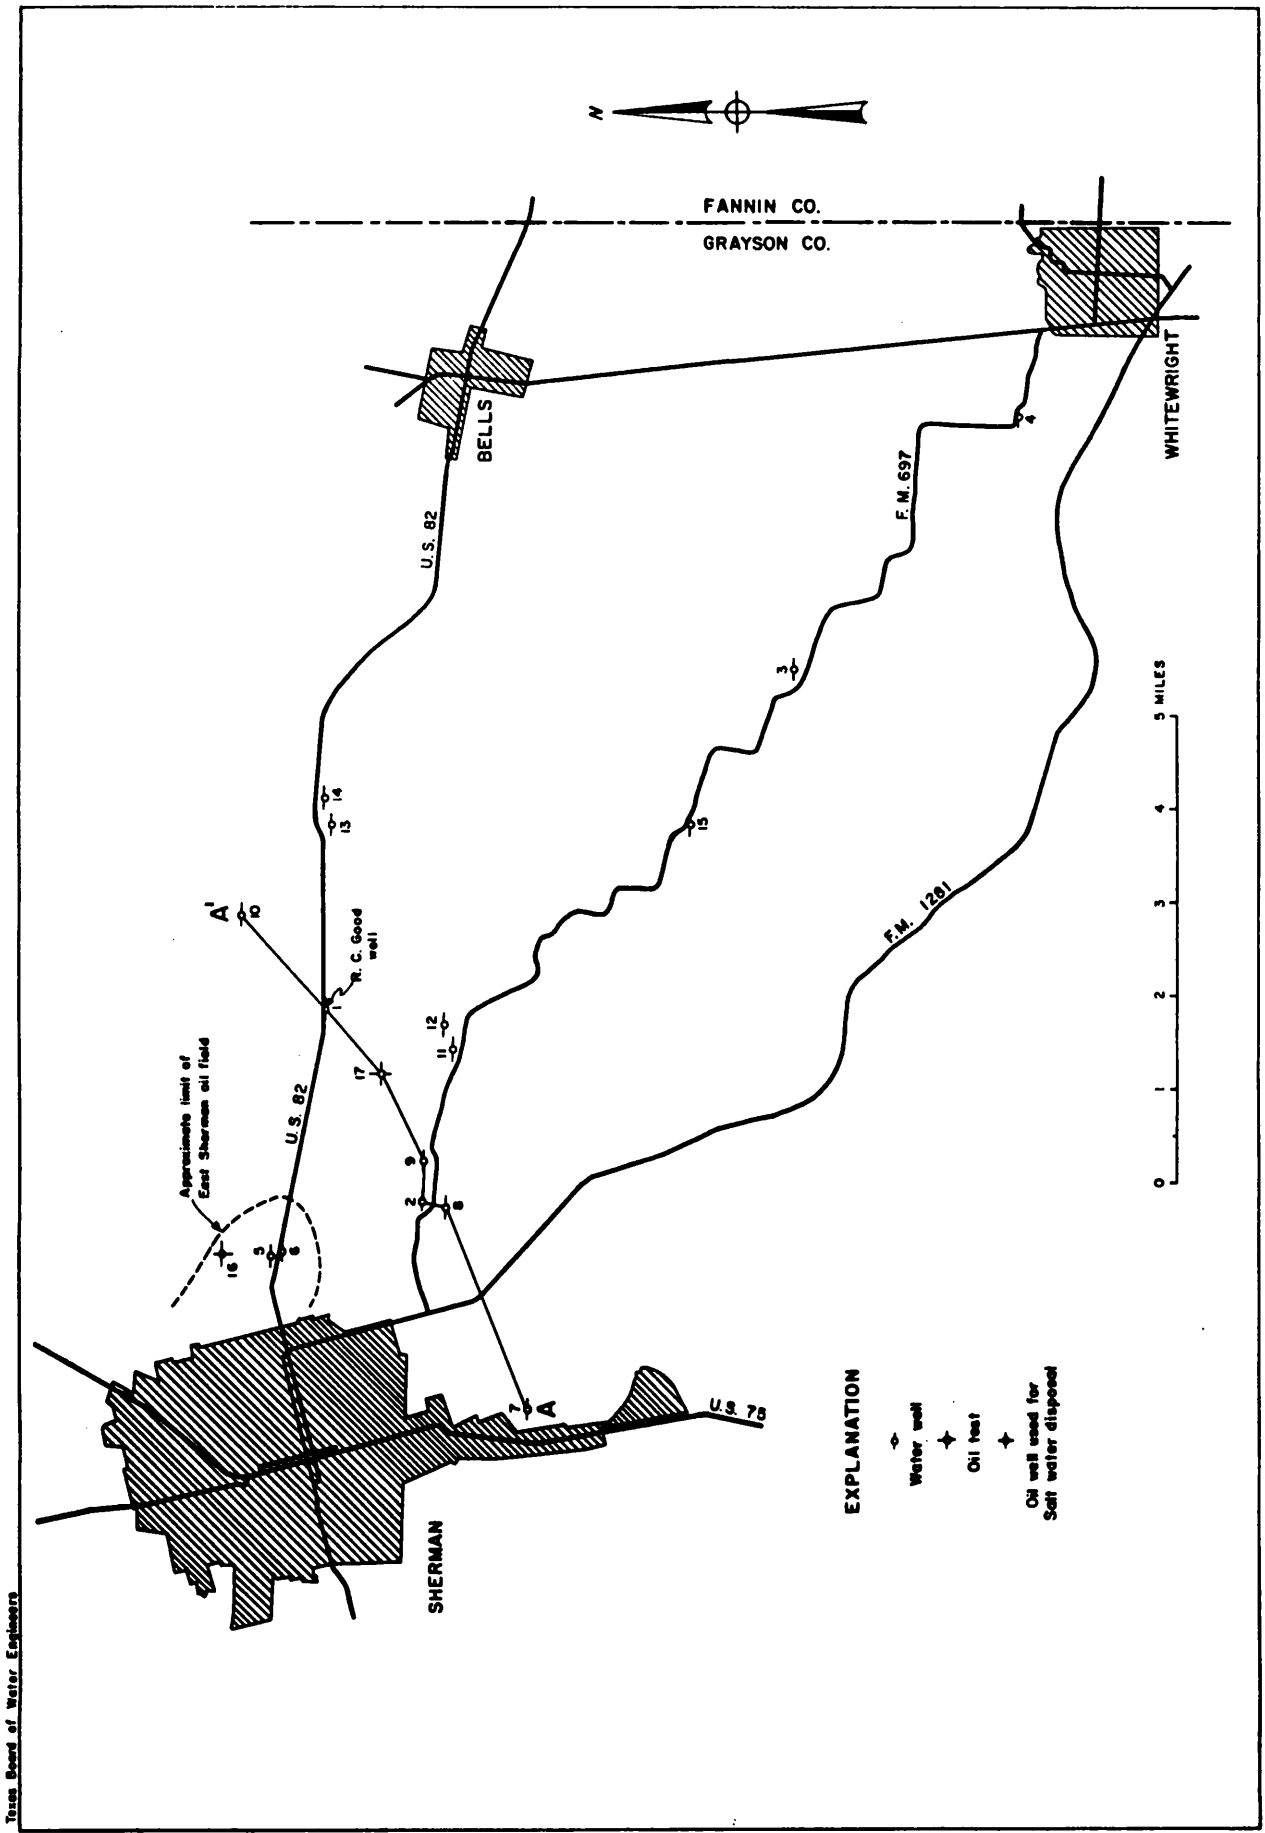 Texas Board of Water Engineers
N
FANNIN CO.
GRAYSON CO.
BELLS
WHITEWRIGHT
SHERMAN
U.S. 82
U.S. 82
F.M. 697
F.M. 1281
U.S. 75
Approximate limit of
East Sherman oil field
R. C. Good
well
A'
A
1
2
3
4
5
6
7
8
9
10
11
12
13
14
15
16
17
0 1 2 3 4 5 MILES
EXPLANATION
Water well
Oil test
Oil well used for
Salt water disposal